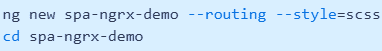 ng new spa-ngrx-demo --routing --style=scss
cd spa-ngrx-demo